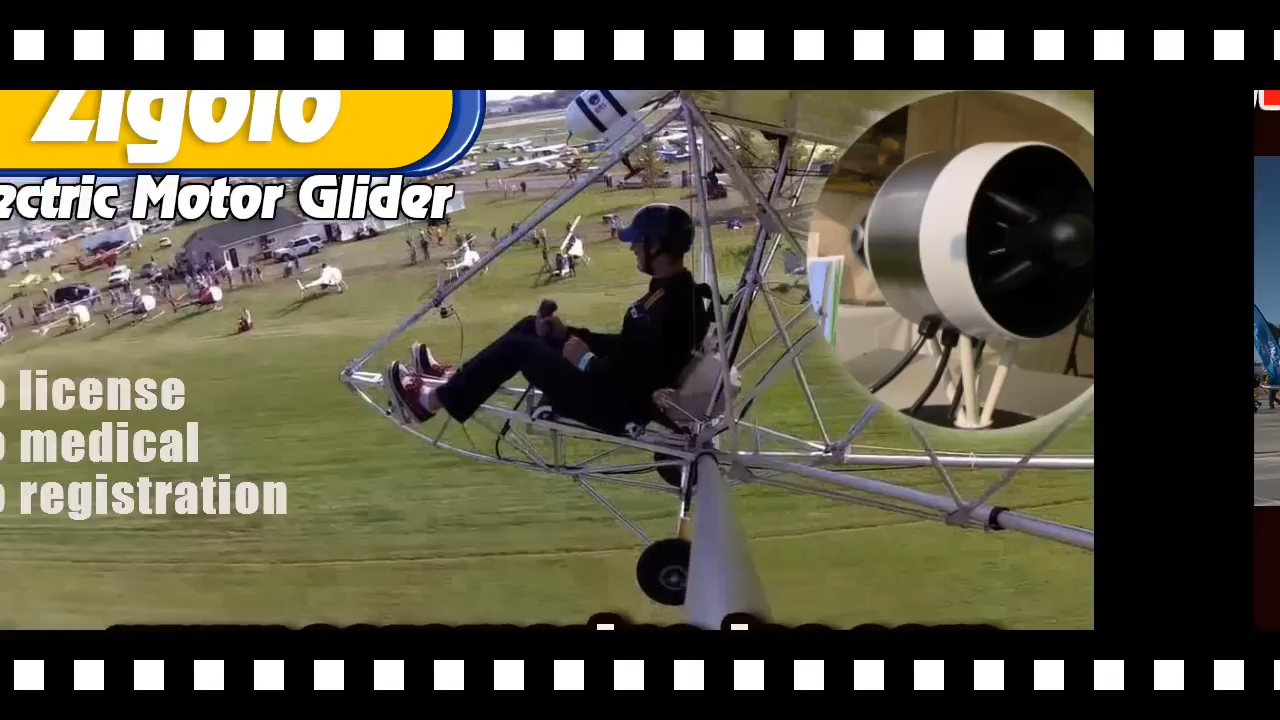 Zigolo
ectric Motor Glider
o license
o medical
o registration